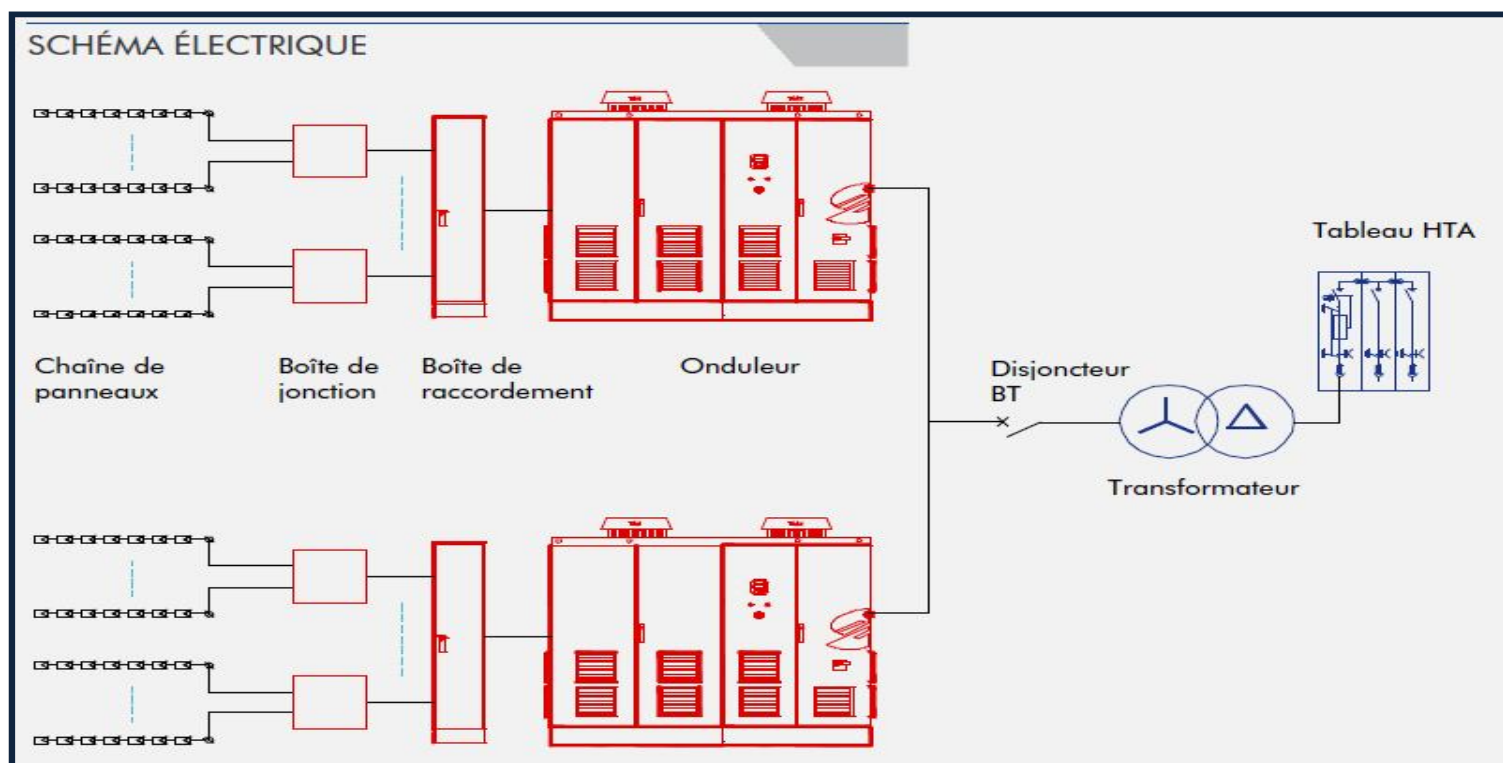 SCHÉMA ÉLECTRIQUE
Tableau HTA
Chaîne de
panneaux
Boîte de
jonction
Boîte de
raccordement
Onduleur
Disjoncteur
BT
Transformateur